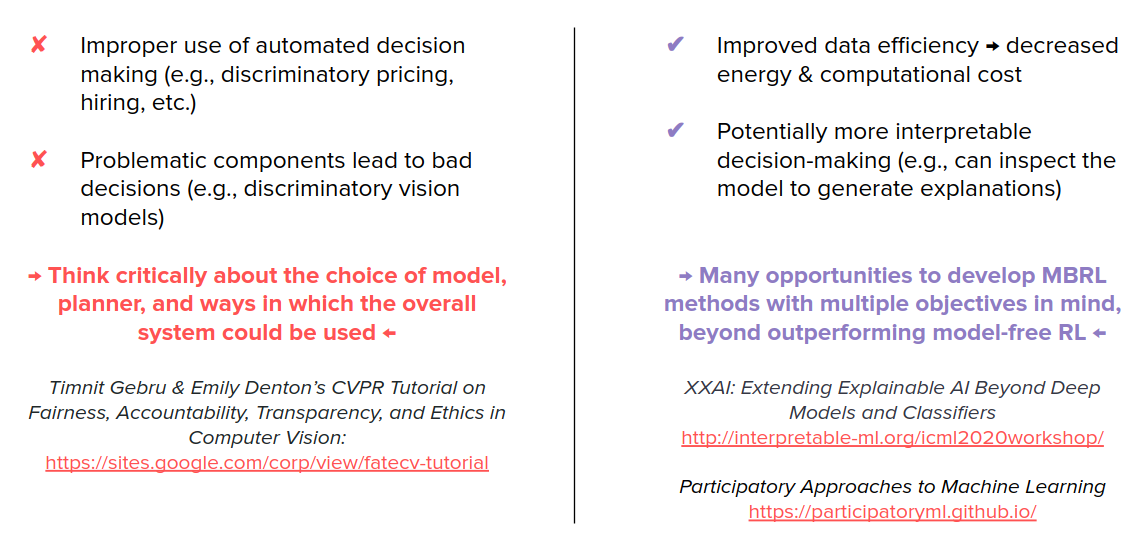 ✘ Improper use of automated decision
making (e.g., discriminatory pricing,
hiring, etc.)
✘ Problematic components lead to bad
decisions (e.g., discriminatory vision
models)
→ Think critically about the choice of model,
planner, and ways in which the overall
system could be used ←
Timnit Gebru & Emily Denton’s CVPR Tutorial on
Fairness, Accountability, Transparency, and Ethics in
Computer Vision:
https://sites.google.com/corp/view/fatecv-tutorial
✔ Improved data efficiency → decreased
energy & computational cost
✔ Potentially more interpretable
decision-making (e.g., can inspect the
model to generate explanations)
→ Many opportunities to develop MBRL
methods with multiple objectives in mind,
beyond outperforming model-free RL ←
XXAI: Extending Explainable AI Beyond Deep
Models and Classifiers
http://interpretable-ml.org/icml2020workshop/
Participatory Approaches to Machine Learning
https://participatoryml.github.io/